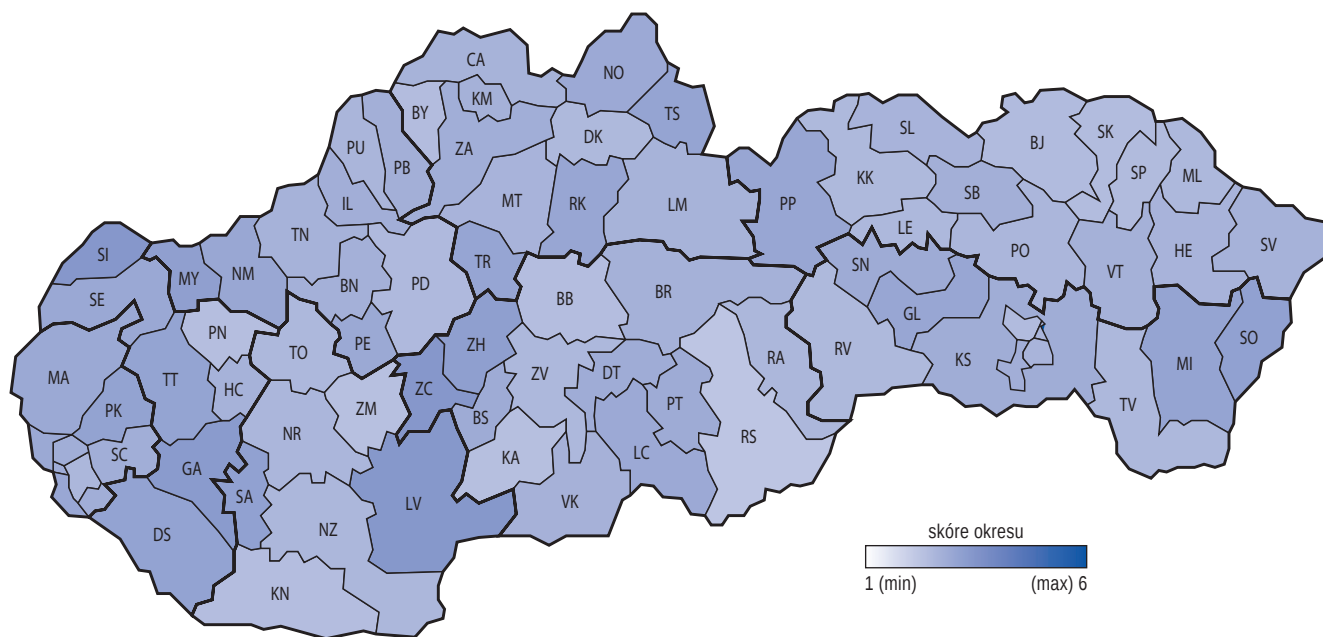 CA
NO
KM
BY
TS
DK
PU
ZA
PB
SL
BJ
SK
SP
ML
KK
SB
IL
MT
RK
LM
PP
LE
TN
PO
HE
SV
SI
MY
NM
TR
SN
VT
BN
PD
BB
BR
SE
GL
PN
PE
ZH
TO
RV
KS
SO
MA
TT
HC
ZC
ZV
DT
RA
MI
PK
ZM
BS
PT
TV
NR
RS
SC
GA
KA
LC
SA
LV
VK
DS
NZ
KN
skóre okresu
1 (min) (max) 6